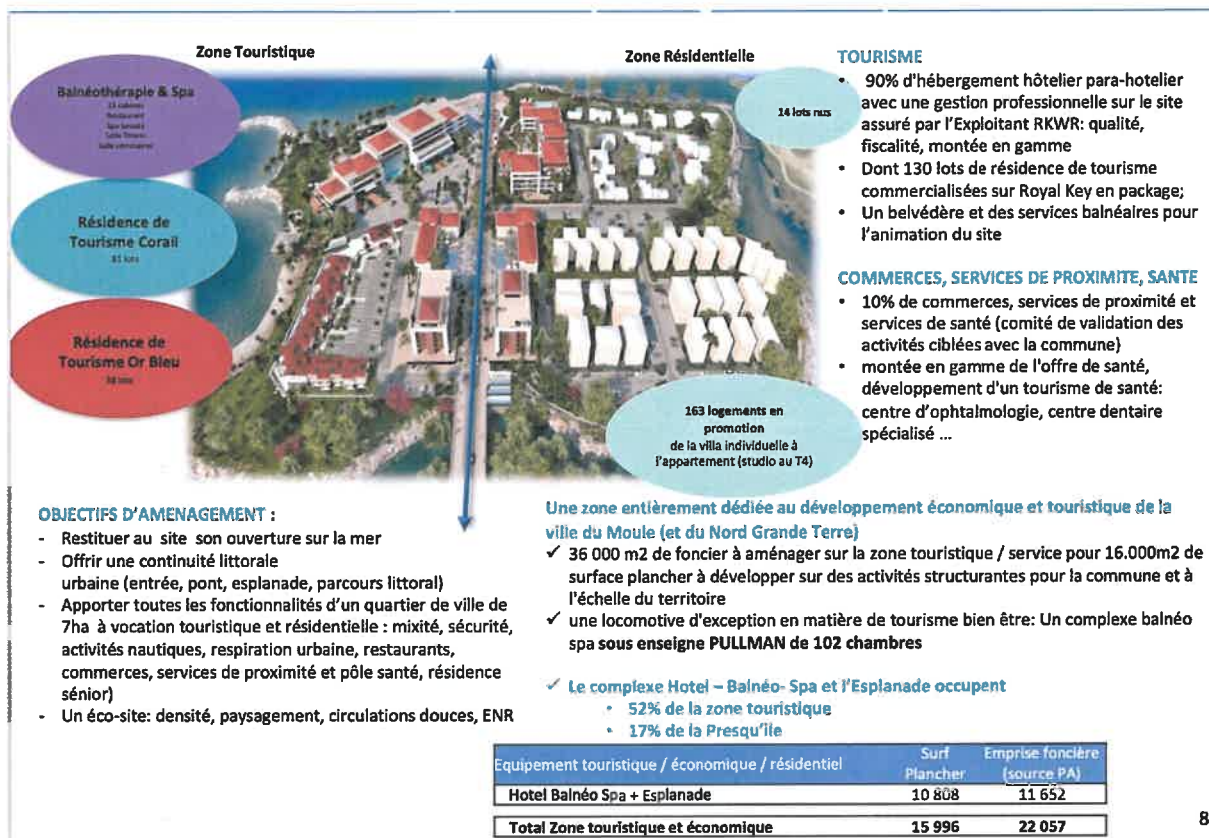 Zone Touristique
Zone Résidentielle
Balnéothérapie & Spa
Restaurant
Résidence de
Tourisme Corail
Résidence de
Tourisme Or Bleu
14 lots nus
163 logements en
promotion
de la villa individuelle à
l'appartement (studio au T4)
TOURISME
• 90% d'hébergement hôtelier para-hotelier
avec une gestion professionnelle sur le site
assuré par l'Exploitant RKWR: qualité,
fiscalité, montée en gamme
• Dont 130 lots de résidence de tourisme
commercialisées sur Royal Key en package;
• Un belvédère et des services balnéaires pour
l'animation du site
COMMERCES, SERVICES DE PROXIMITE, SANTE
• 10% de commerces, services de proximité et
services de santé (comité de validation des
activités ciblées avec la commune)
• montée en gamme de l'offre de santé,
développement d'un tourisme de santé:
centre d'ophtalmologie, centre dentaire
spécialisé ...
OBJECTIFS D'AMENAGEMENT :
- Restituer au site son ouverture sur la mer
- Offrir une continuité littorale
urbaine (entrée, pont, esplanade, parcours littoral)
- Apporter toutes les fonctionnalités d'un quartier de ville de
7ha à vocation touristique et résidentielle : mixité, sécurité,
activités nautiques, respiration urbaine, restaurants,
commerces, services de proximité et pôle santé, résidence
sénior)
- Un éco-site: densité, paysagement, circulations douces, ENR
Une zone entièrement dédiée au développement économique et touristique de la
ville du Moule (et du Nord Grande Terre)
✓ 36 000 m2 de foncier à aménager sur la zone touristique / service pour 16.000m2 de
surface plancher à développer sur des activités structurantes pour la commune et à
l'échelle du territoire
✓ une locomotive d'exception en matière de tourisme bien être: Un complexe balnéo
spa sous enseigne PULLMAN de 102 chambres
✓ Le complexe Hotel – Balnéo- Spa et l'Esplanade occupent
• 52% de la zone touristique
• 17% de la Presqu'ile
Equipement touristique / économique / résidentiel Surf Plancher Emprise foncière (source PA)
Hotel Balnéo Spa + Esplanade 10 808 11 652
Total Zone touristique et économique 15 996 22 057
8